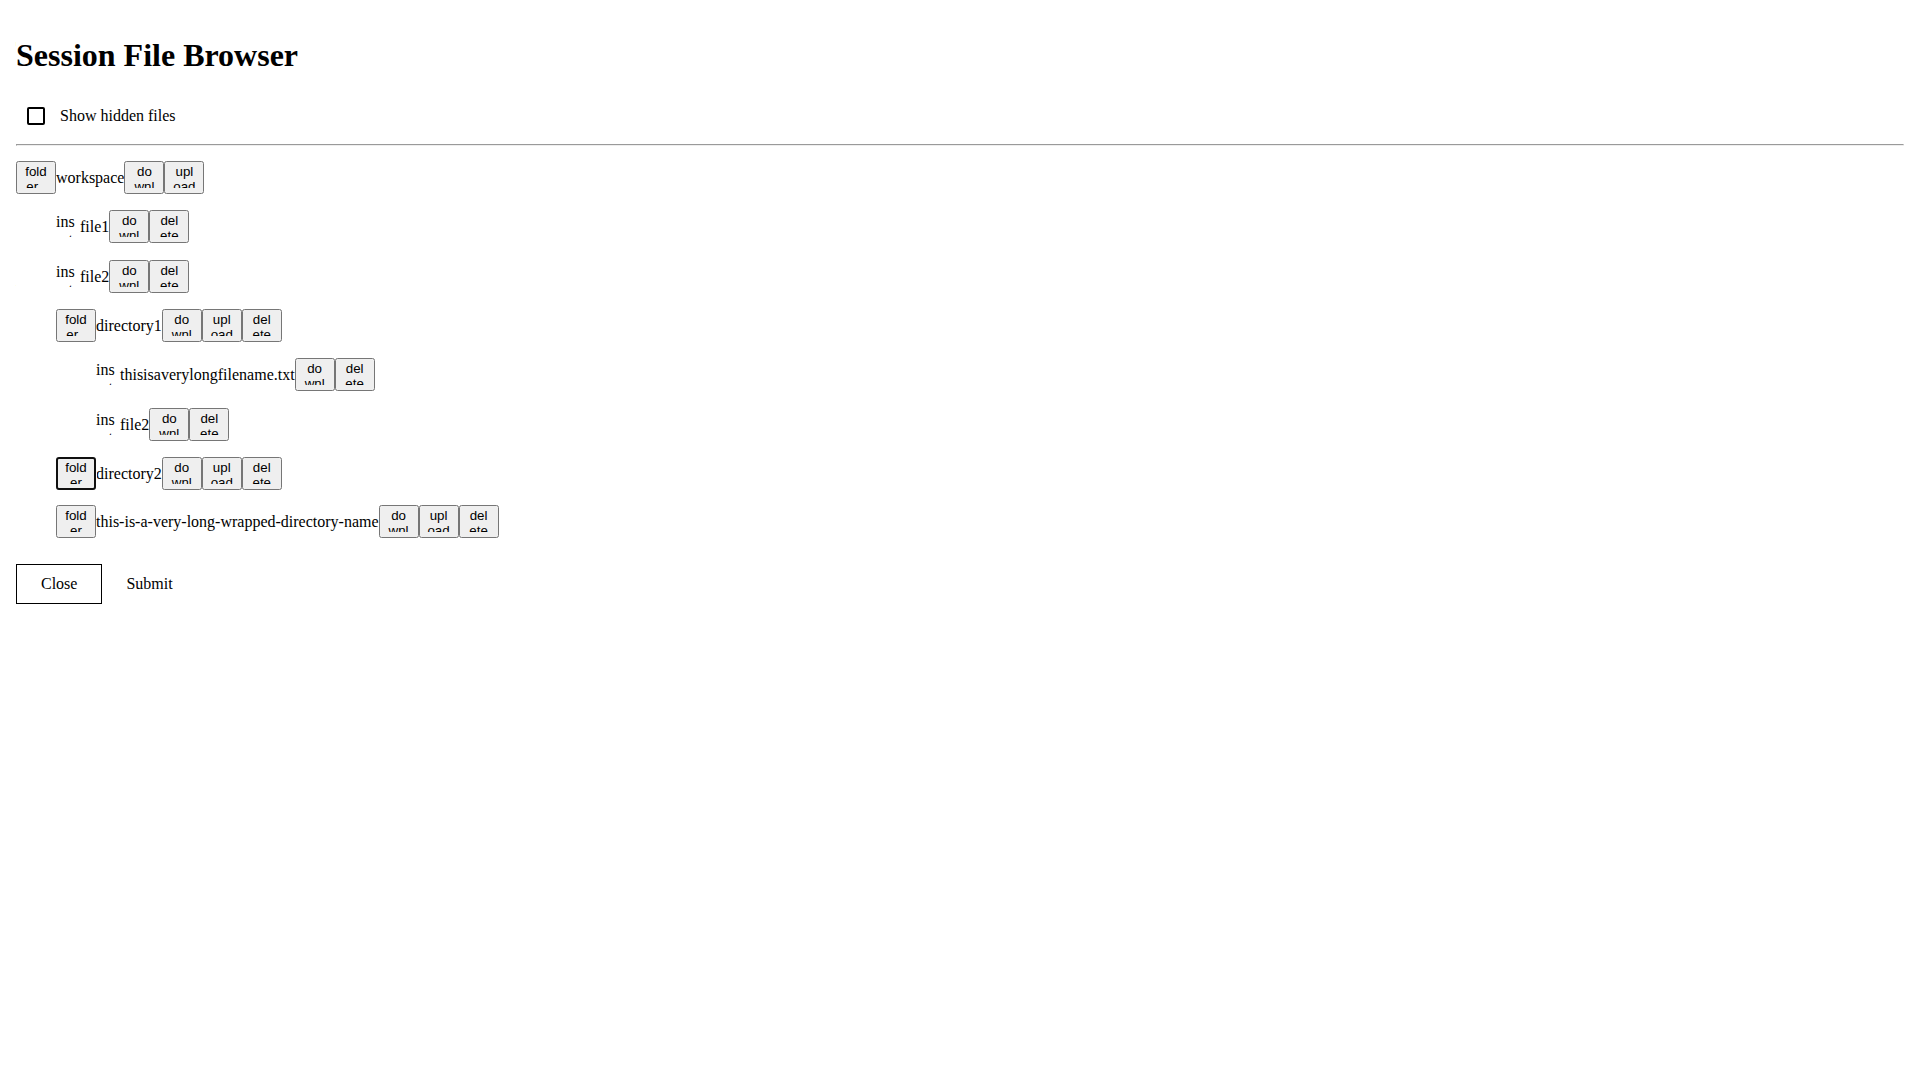 Session File Browser
Show hidden files
fold
er
workspace
do
wnl
upl
oad
ins
file1
do
wnl
del
ete
ins
file2
do
wnl
del
ete
fold
er
directory1
do
wnl
upl
oad
del
ete
ins
thisisaverylongfilename.txt
do
wnl
del
ete
ins
file2
do
wnl
del
ete
fold
er
directory2
do
wnl
upl
oad
del
ete
fold
er
this-is-a-very-long-wrapped-directory-name
do
wnl
upl
oad
del
ete
Close
Submit